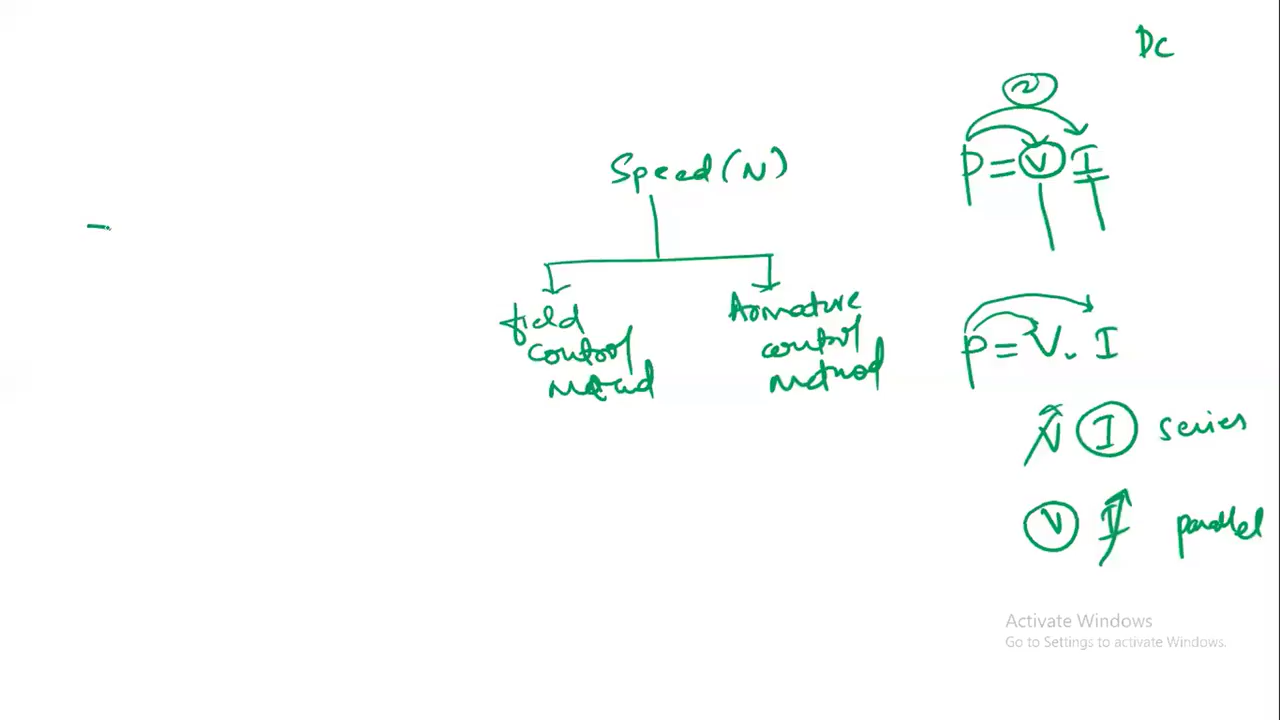 DC
N
P = V I
Speed (N)
Field
control
Method
Armature
control
Method
P = V. I
V I series
V I parallel
Activate Windows
Go to Settings to activate Windows.